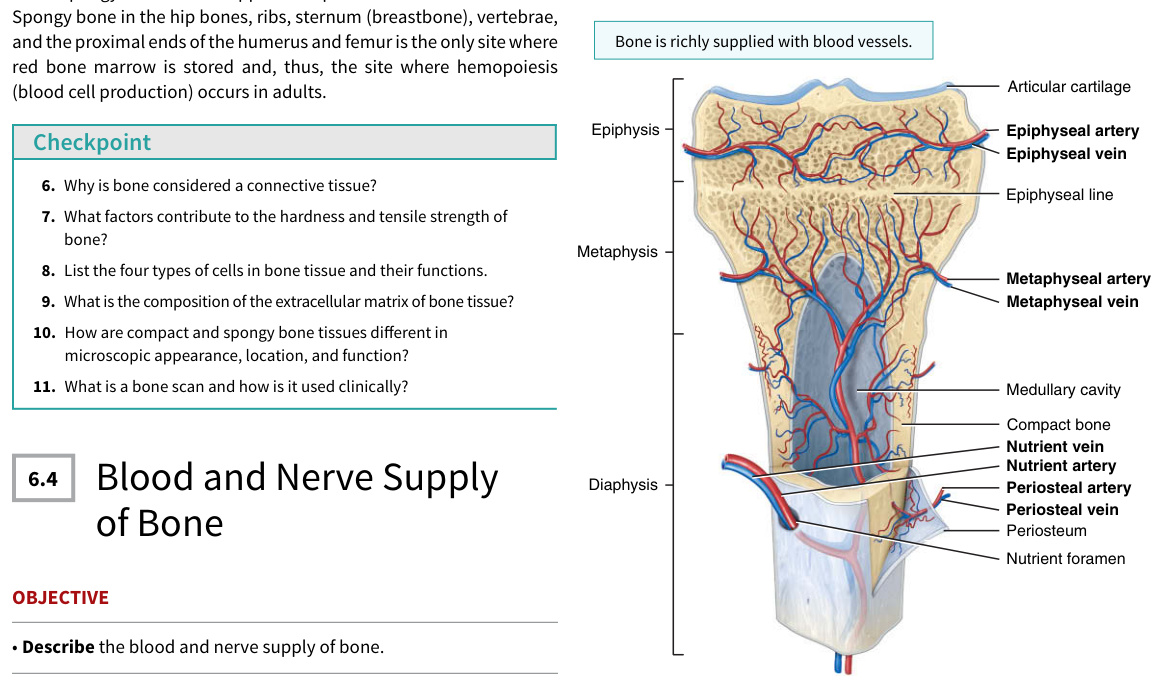 Spongy bone in the hip bones, ribs, sternum (breastbone), vertebrae,
and the proximal ends of the humerus and femur is the only site where
red bone marrow is stored and, thus, the site where hemopoiesis
(blood cell production) occurs in adults.
Checkpoint
6. Why is bone considered a connective tissue?
7. What factors contribute to the hardness and tensile strength of
bone?
8. List the four types of cells in bone tissue and their functions.
9. What is the composition of the extracellular matrix of bone tissue?
10. How are compact and spongy bone tissues different in
microscopic appearance, location, and function?
11. What is a bone scan and how is it used clinically?
6.4 Blood and Nerve Supply
of Bone
OBJECTIVE
• Describe the blood and nerve supply of bone.
Bone is richly supplied with blood vessels.
Epiphysis
Metaphysis
Diaphysis
Articular cartilage
Epiphyseal artery
Epiphyseal vein
Epiphyseal line
Metaphyseal artery
Metaphyseal vein
Medullary cavity
Compact bone
Nutrient vein
Nutrient artery
Periosteal artery
Periosteal vein
Periosteum
Nutrient foramen